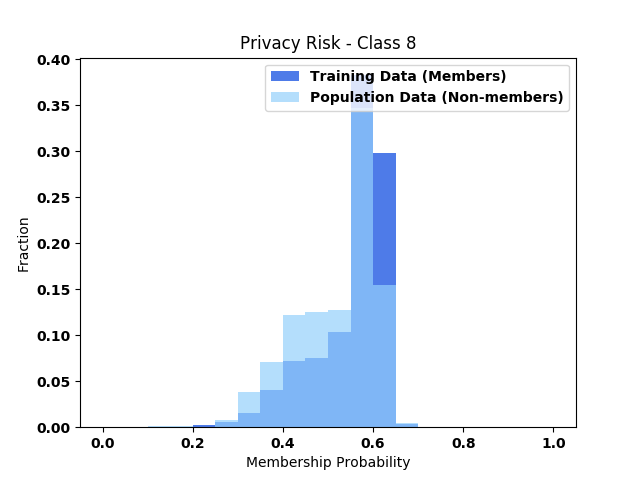 Privacy Risk - Class 8
Training Data (Members)
Population Data (Non-members)
Fraction
0.40
0.35
0.30
0.25
0.20
0.15
0.10
0.05
0.00
0.0 0.2 0.4 0.6 0.8 1.0
Membership Probability